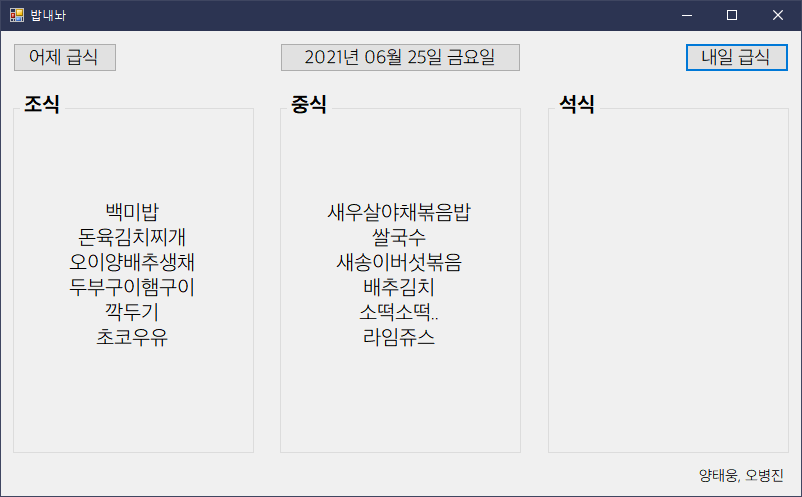 밥내놔
어제 급식
2021년 06월 25일 금요일
내일 급식
조식
백미밥
돈육김치찌개
오이양배추생채
두부구이햄구이
깍두기
초코우유
중식
새우살야채볶음밥
쌀국수
새송이버섯볶음
배추김치
소떡소떡..
라임쥬스
석식
양태웅, 오병진